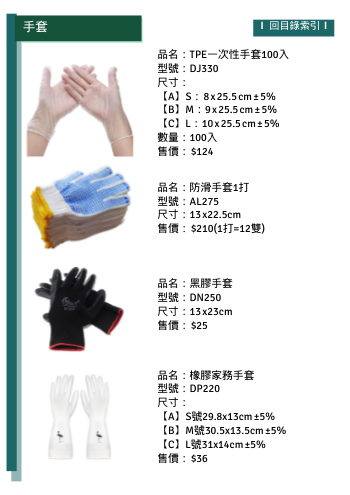 手套
回目錄索引
品名：TPE一次性手套100入
型號：DJ330
尺寸：
【A】S：8x25.5cm±5%
【B】M：9x25.5cm±5%
【C】L：10x25.5cm±5%
數量：100入
售價：$124
品名：防滑手套1打
型號：AL275
尺寸：13x22.5cm
售價：$210(1打=12雙)
品名：黑膠手套
型號：DN250
尺寸：13x23cm
售價：$25
品名：橡膠家務手套
型號：DP220
尺寸：
【A】S號29.8x13cm±5%
【B】M號30.5x13.5cm±5%
【C】L號31x14cm±5%
售價：$36